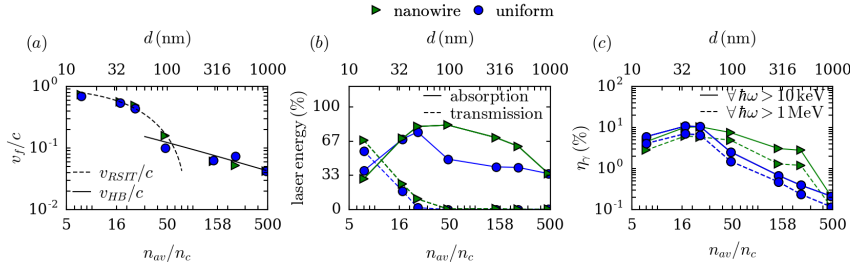 nanowire uniform
(a) d (nm)
10 32 100 316 1000
10⁰
10⁻¹
10⁻²
v_f/c
v_RSIT/c
v_HB/c
5 16 50 158 500
n_av/n_c
(b) d (nm)
10 32 100 316 1000
100
67
33
0
laser energy (%)
absorption
transmission
5 16 50 158 500
n_av/n_c
(c) d (nm)
10 32 100 316 1000
10²
10¹
10⁰
10⁻¹
η_γ (%)
∀ ℏω > 10 keV
∀ ℏω > 1 MeV
5 16 50 158 500
n_av/n_c